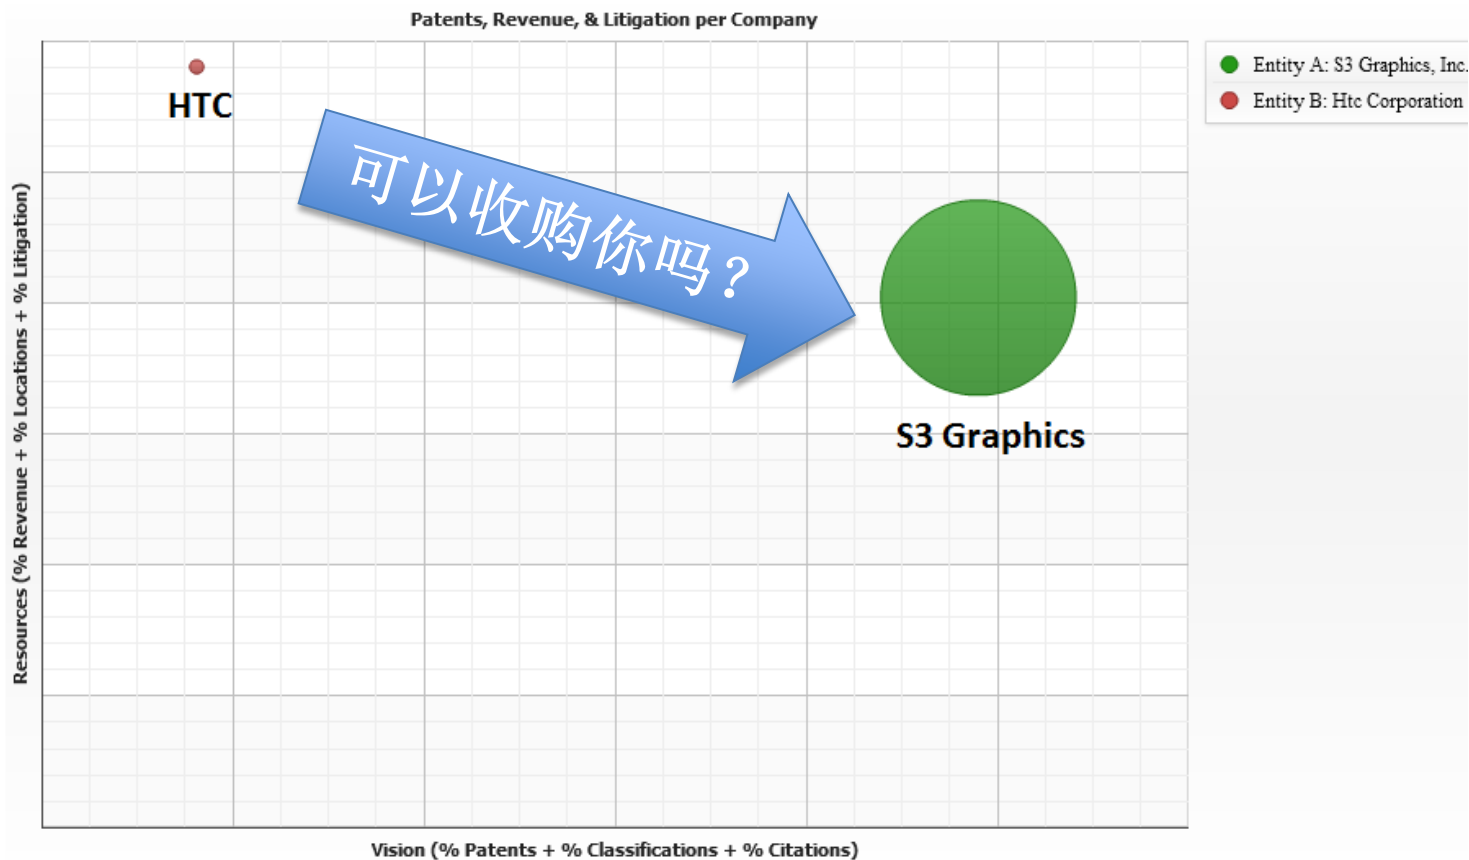 Patents, Revenue, & Litigation per Company
HTC
可以收购你吗？
S3 Graphics
Entity A: S3 Graphics, Inc.
Entity B: Htc Corporation
Resources (% Revenue + % Locations + % Litigation)
Vision (% Patents + % Classifications + % Citations)